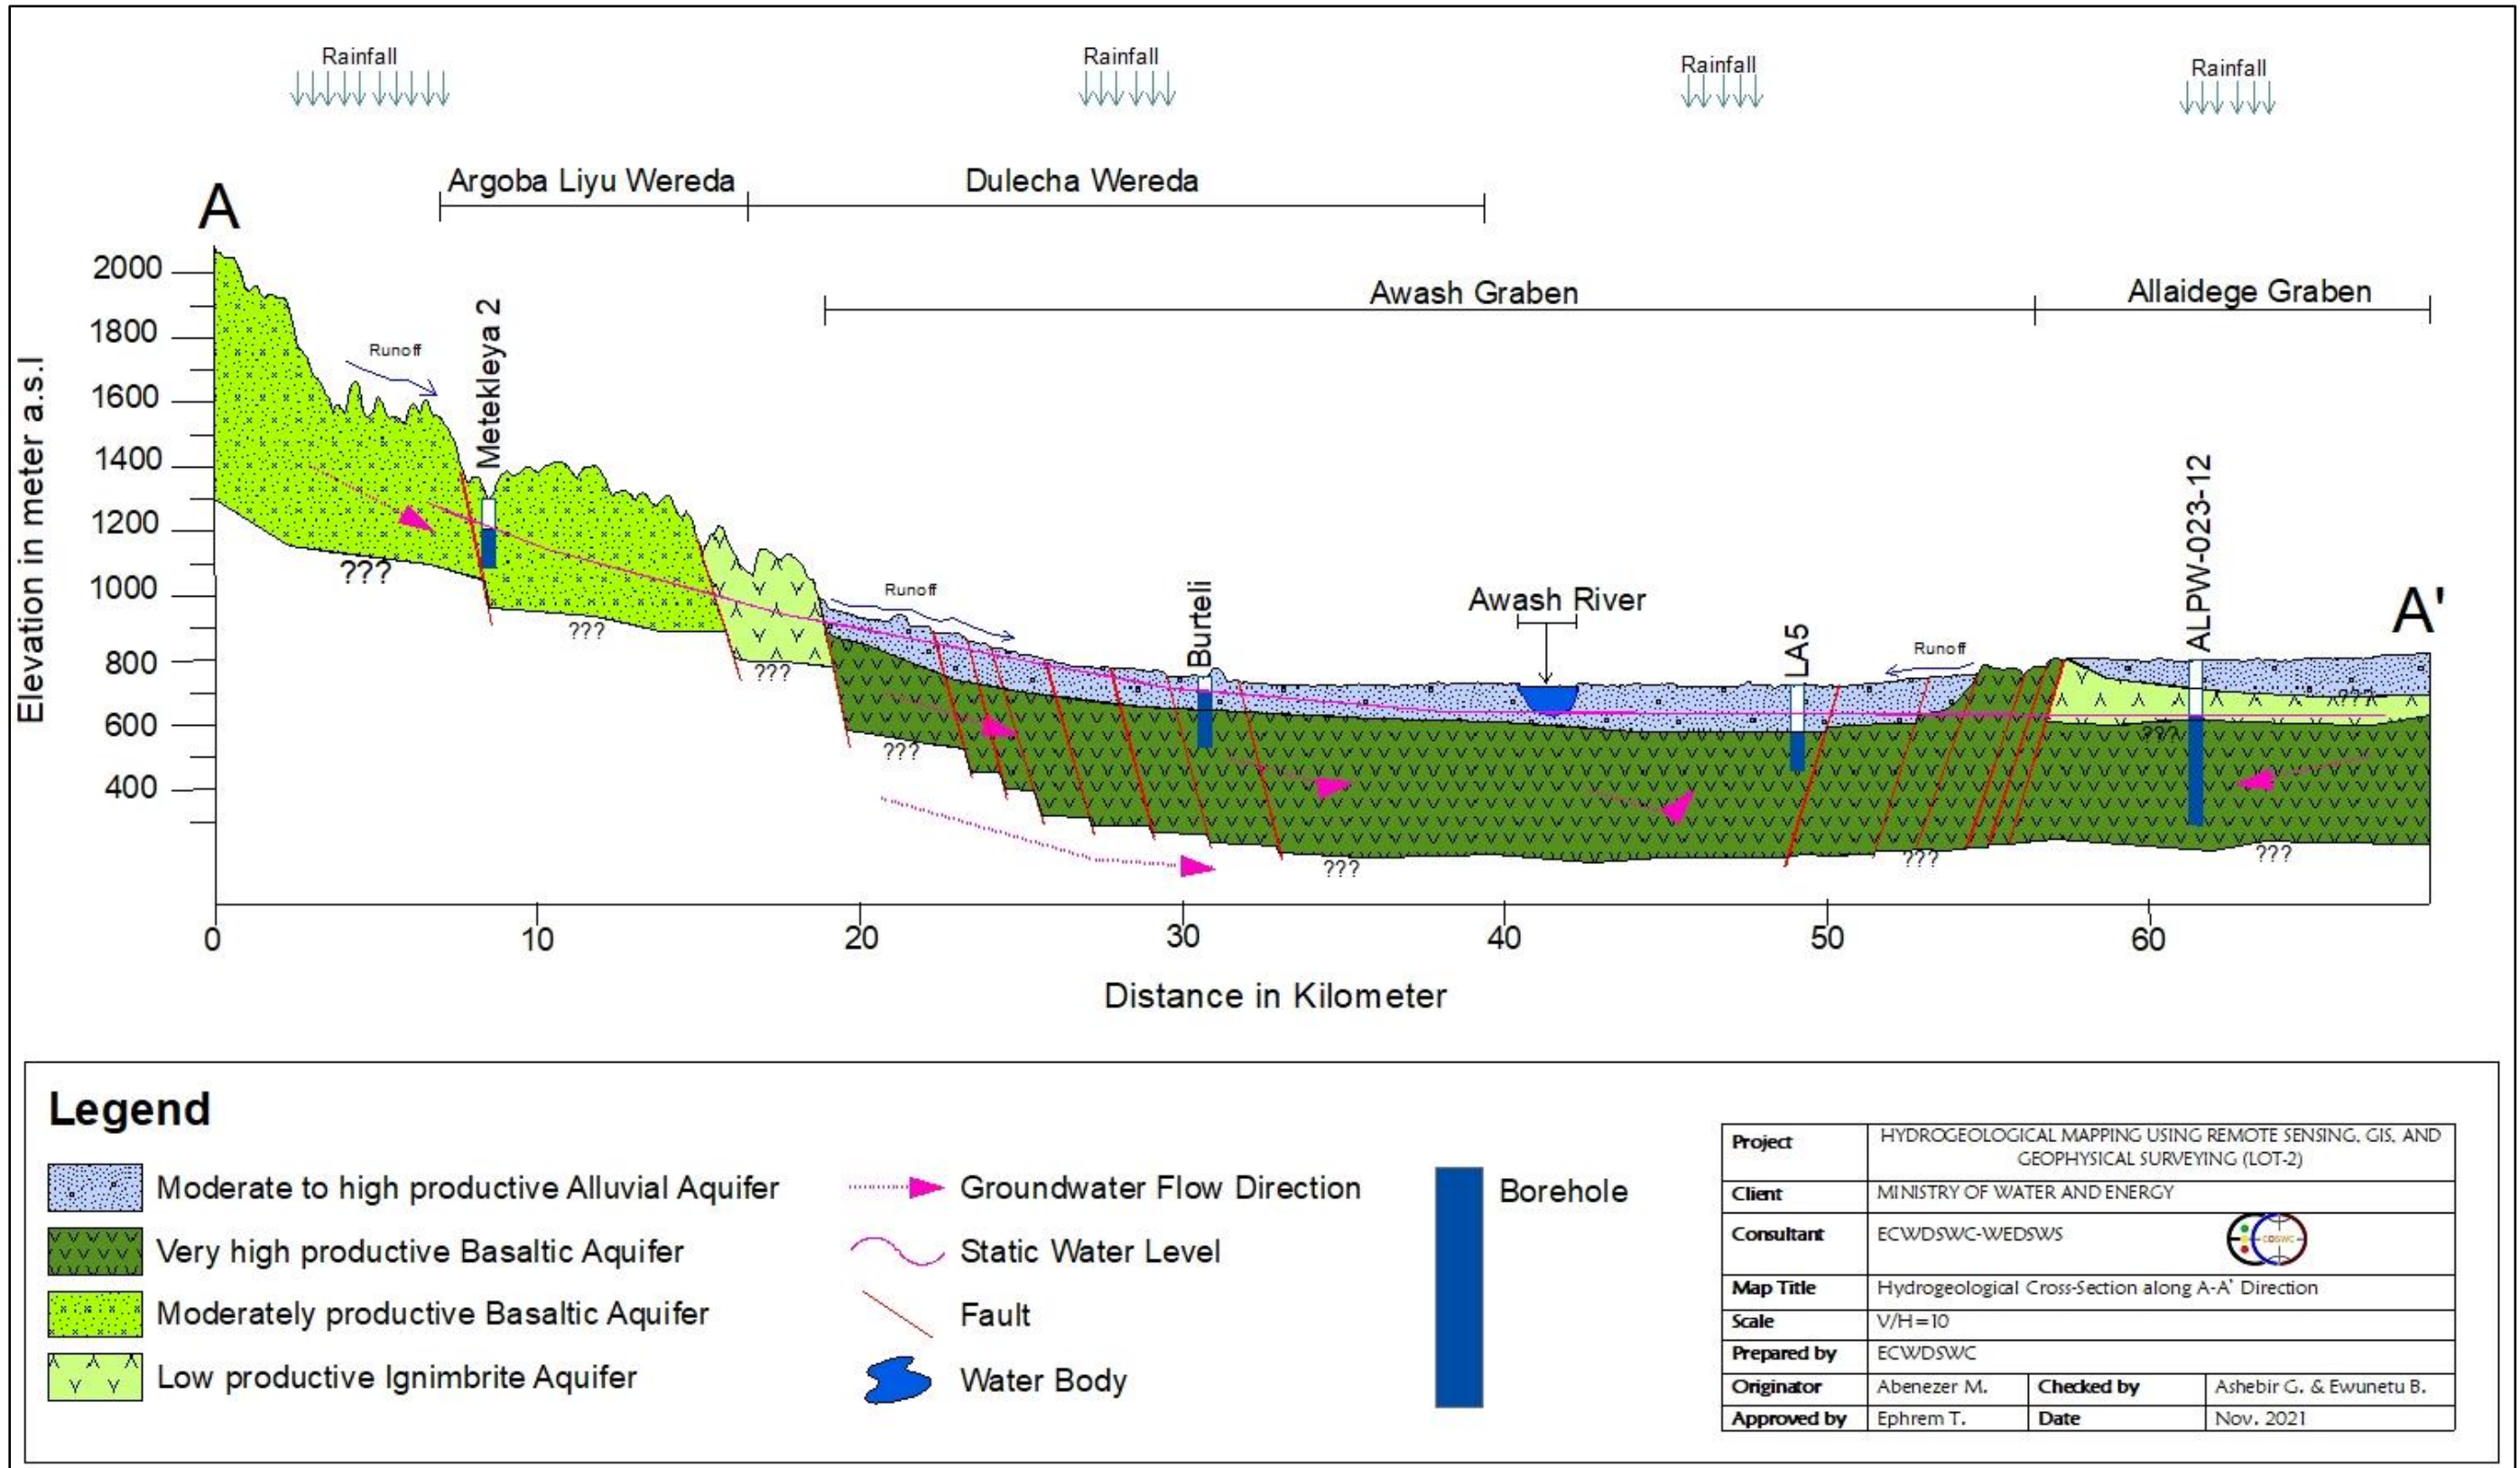 Rainfall
Rainfall
Rainfall
Rainfall
Argoba Liyu Wereda
Dulecha Wereda
A
Awash Graben
Allaidege Graben
Elevation in meter a.s.l
2000
1800
1600
1400
1200
1000
800
600
400
Runoff
Metekleya 2
???
???
???
Runoff
???
Burteli
Awash River
???
LA5
Runoff
???
ALPW-023-12
A'
???
???
???
0
10
20
30
40
50
60
Distance in Kilometer
Legend
Moderate to high productive Alluvial Aquifer
Very high productive Basaltic Aquifer
Moderately productive Basaltic Aquifer
Low productive Ignimbrite Aquifer
Groundwater Flow Direction
Static Water Level
Fault
Water Body
Borehole
Project
HYDROGEOLOGICAL MAPPING USING REMOTE SENSING, GIS, AND
GEOPHYSICAL SURVEYING (LOT-2)
Client
MINISTRY OF WATER AND ENERGY
Consultant
ECWDSWC-WEDSWS
Map Title
Hydrogeological Cross-Section along A-A' Direction
Scale
V/H=10
Prepared by
ECWDSWC
Originator
Abenezer M.
Checked by
Ashebir G. & Ewunetu B.
Approved by
Ephrem T.
Date
Nov. 2021